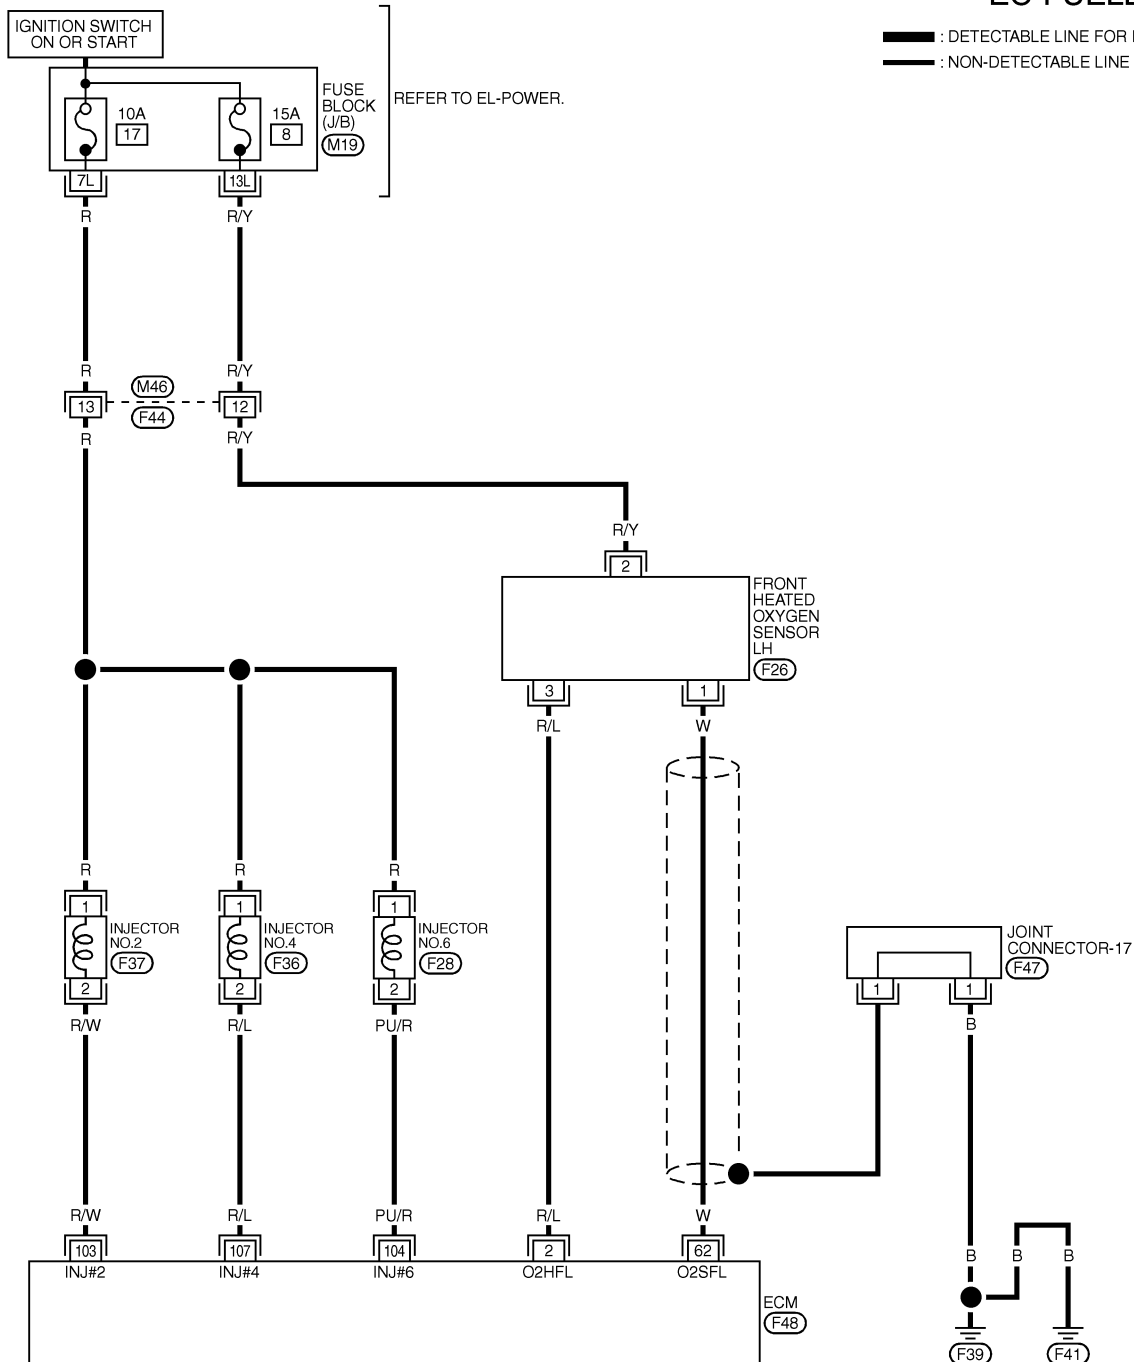 IGNITION SWITCH
ON OR START
: DETECTABLE LINE FOR
: NON-DETECTABLE LINE
10A
17
15A
8
FUSE
BLOCK
(J/B)
M19
REFER TO EL-POWER.
7L
13L
R
R/Y
R
R/Y
M46
13
12
F44
R
R/Y
R/Y
2
FRONT
HEATED
OXYGEN
SENSOR
LH
F26
3
1
R/L
W
R
R
R
1
1
1
INJECTOR
NO.2
F37
INJECTOR
NO.4
F36
INJECTOR
NO.6
F28
2
2
2
R/W
R/L
PU/R
JOINT
CONNECTOR-17
F47
1
1
B
R/W
R/L
PU/R
R/L
W
103
107
104
2
62
INJ#2
INJ#4
INJ#6
O2HFL
O2SFL
ECM
F48
B
B
B
F39
F41